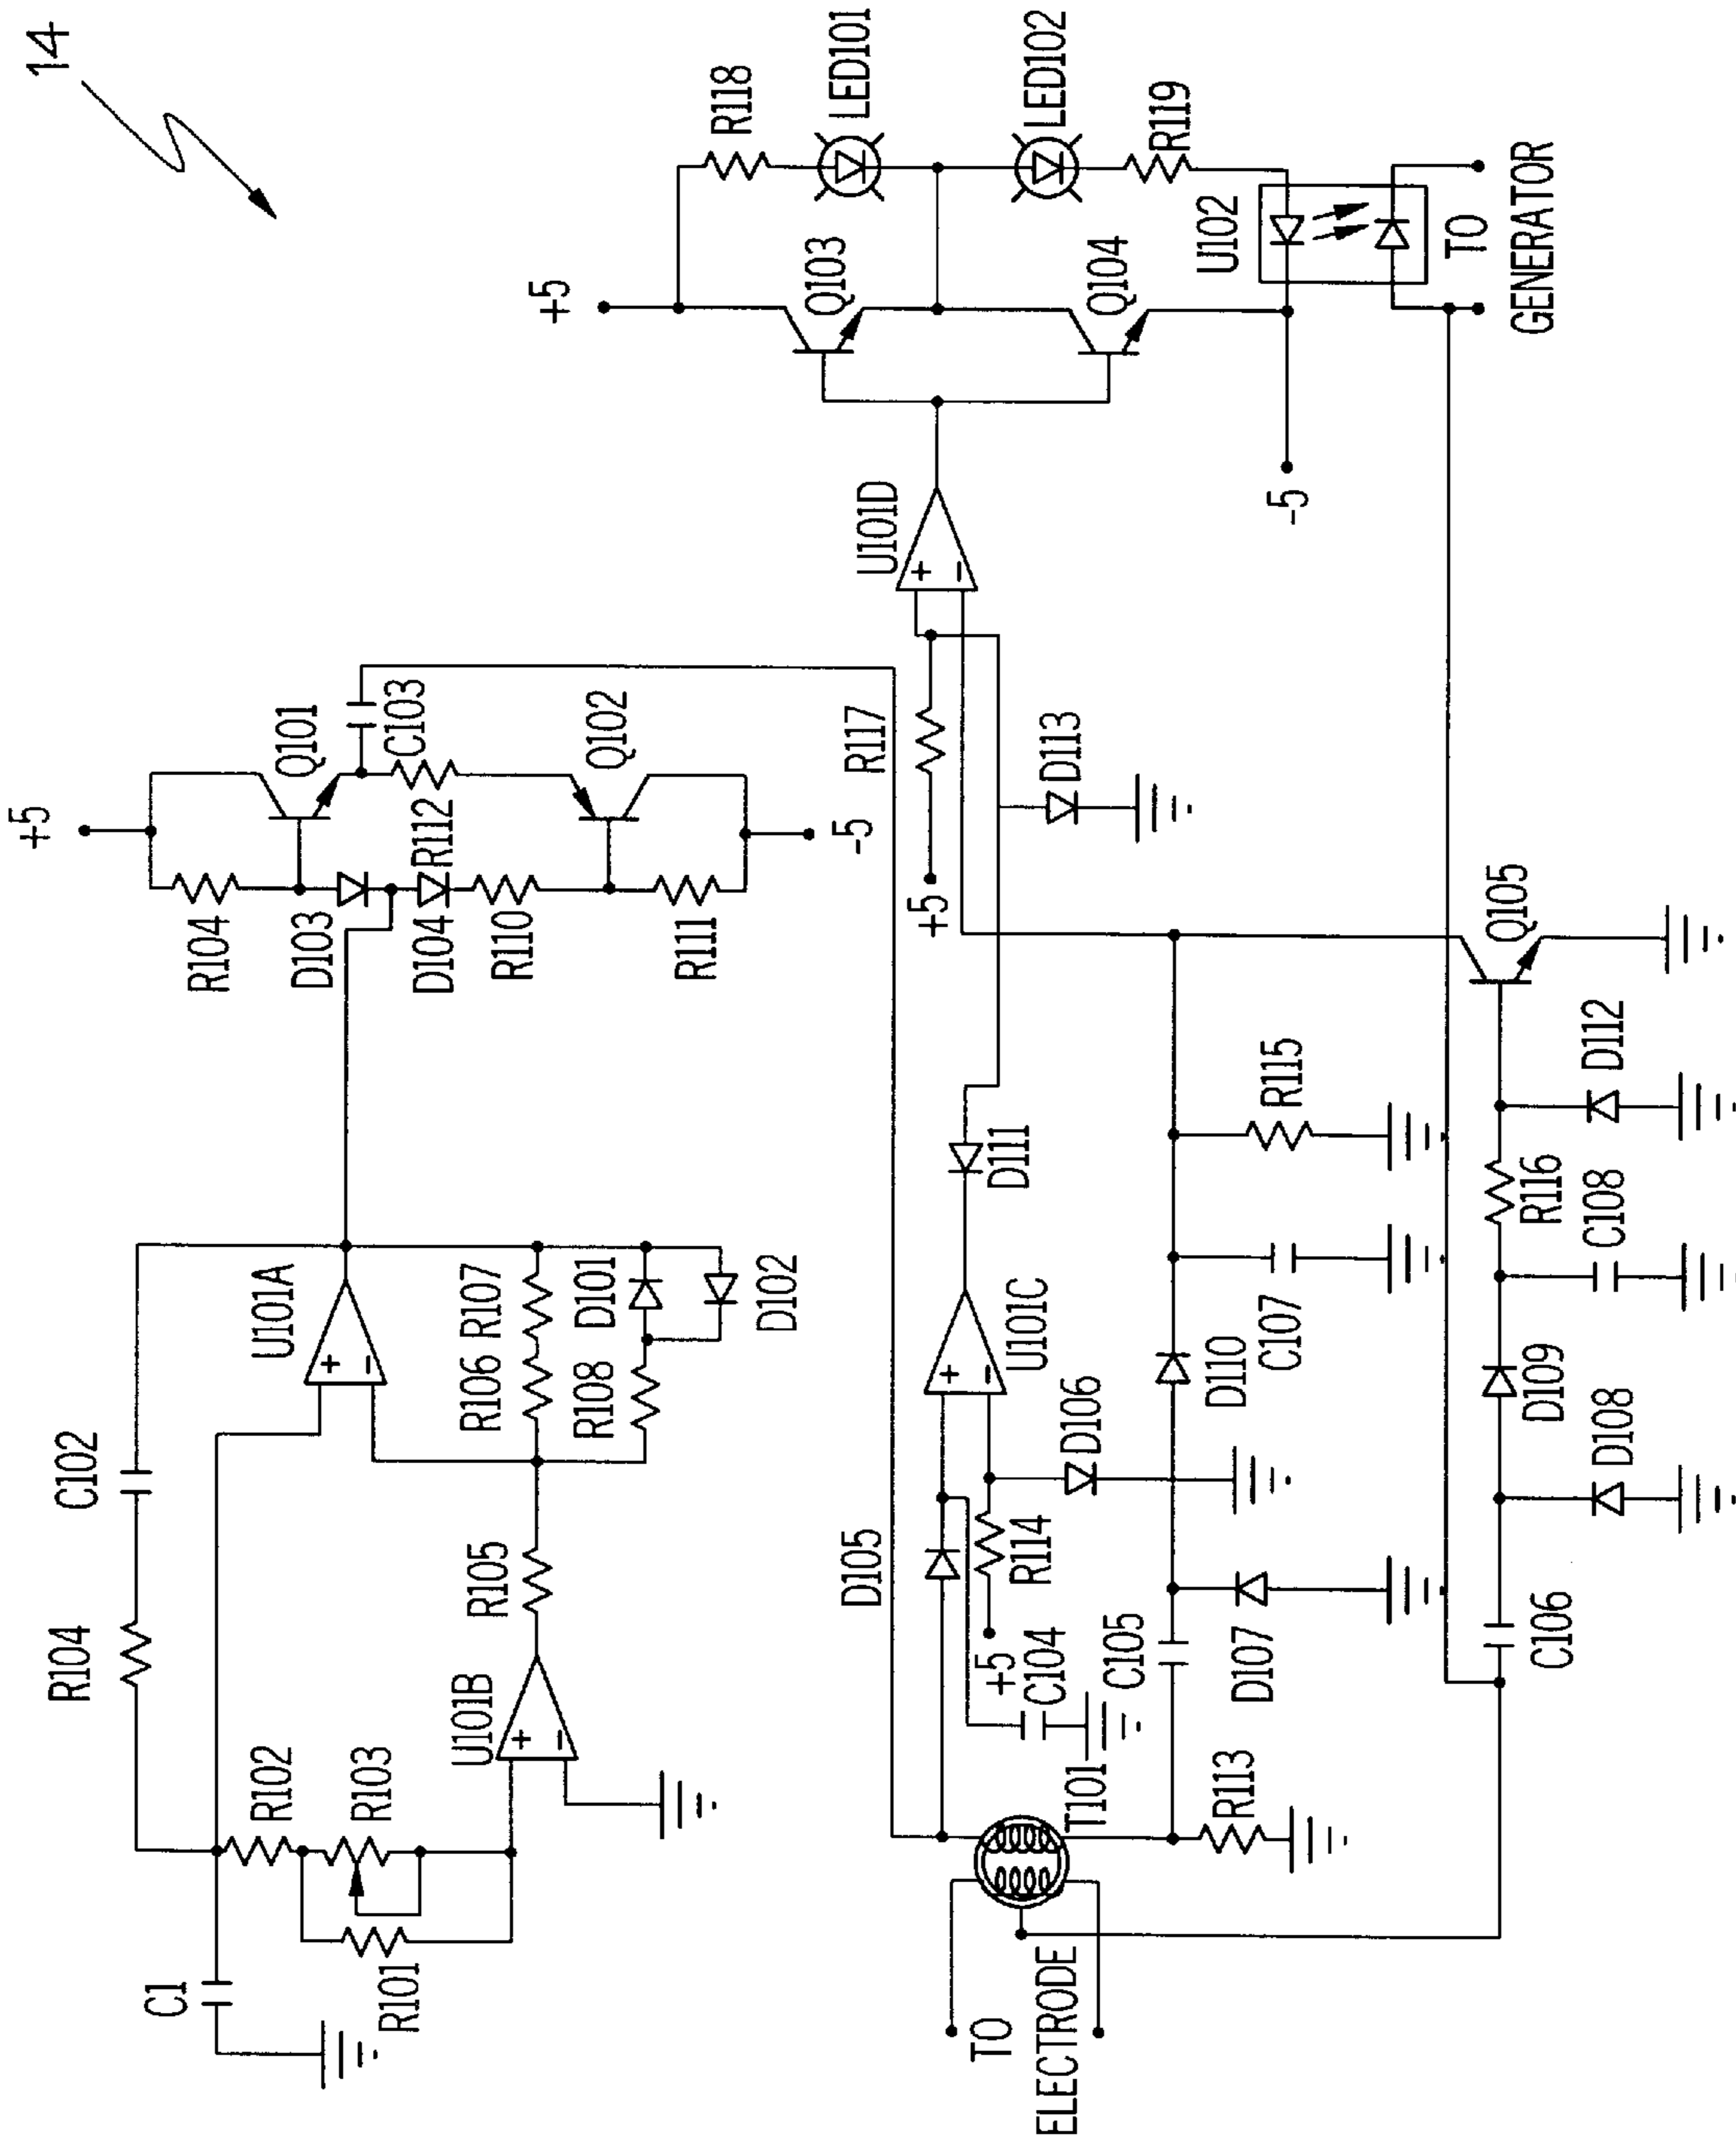 14
+5
R118
LED101
Q103
LED102
Q104
R119
U102
-5
TO
GENERATOR
U101D
+5
R104
Q101
D103
C103
R112
D104
Q102
R110
R111
-5
R117
+5
D113
C102
R104
U101A
R106
R107
R108
D101
D102
R105
U101B
R102
R103
R101
C1
D105
D111
U101C
R114
+5
D106
C104
C105
T101
R113
D107
D110
C107
R115
Q105
TO
ELECTRODE
C106
D108
D109
C108
R116
D112